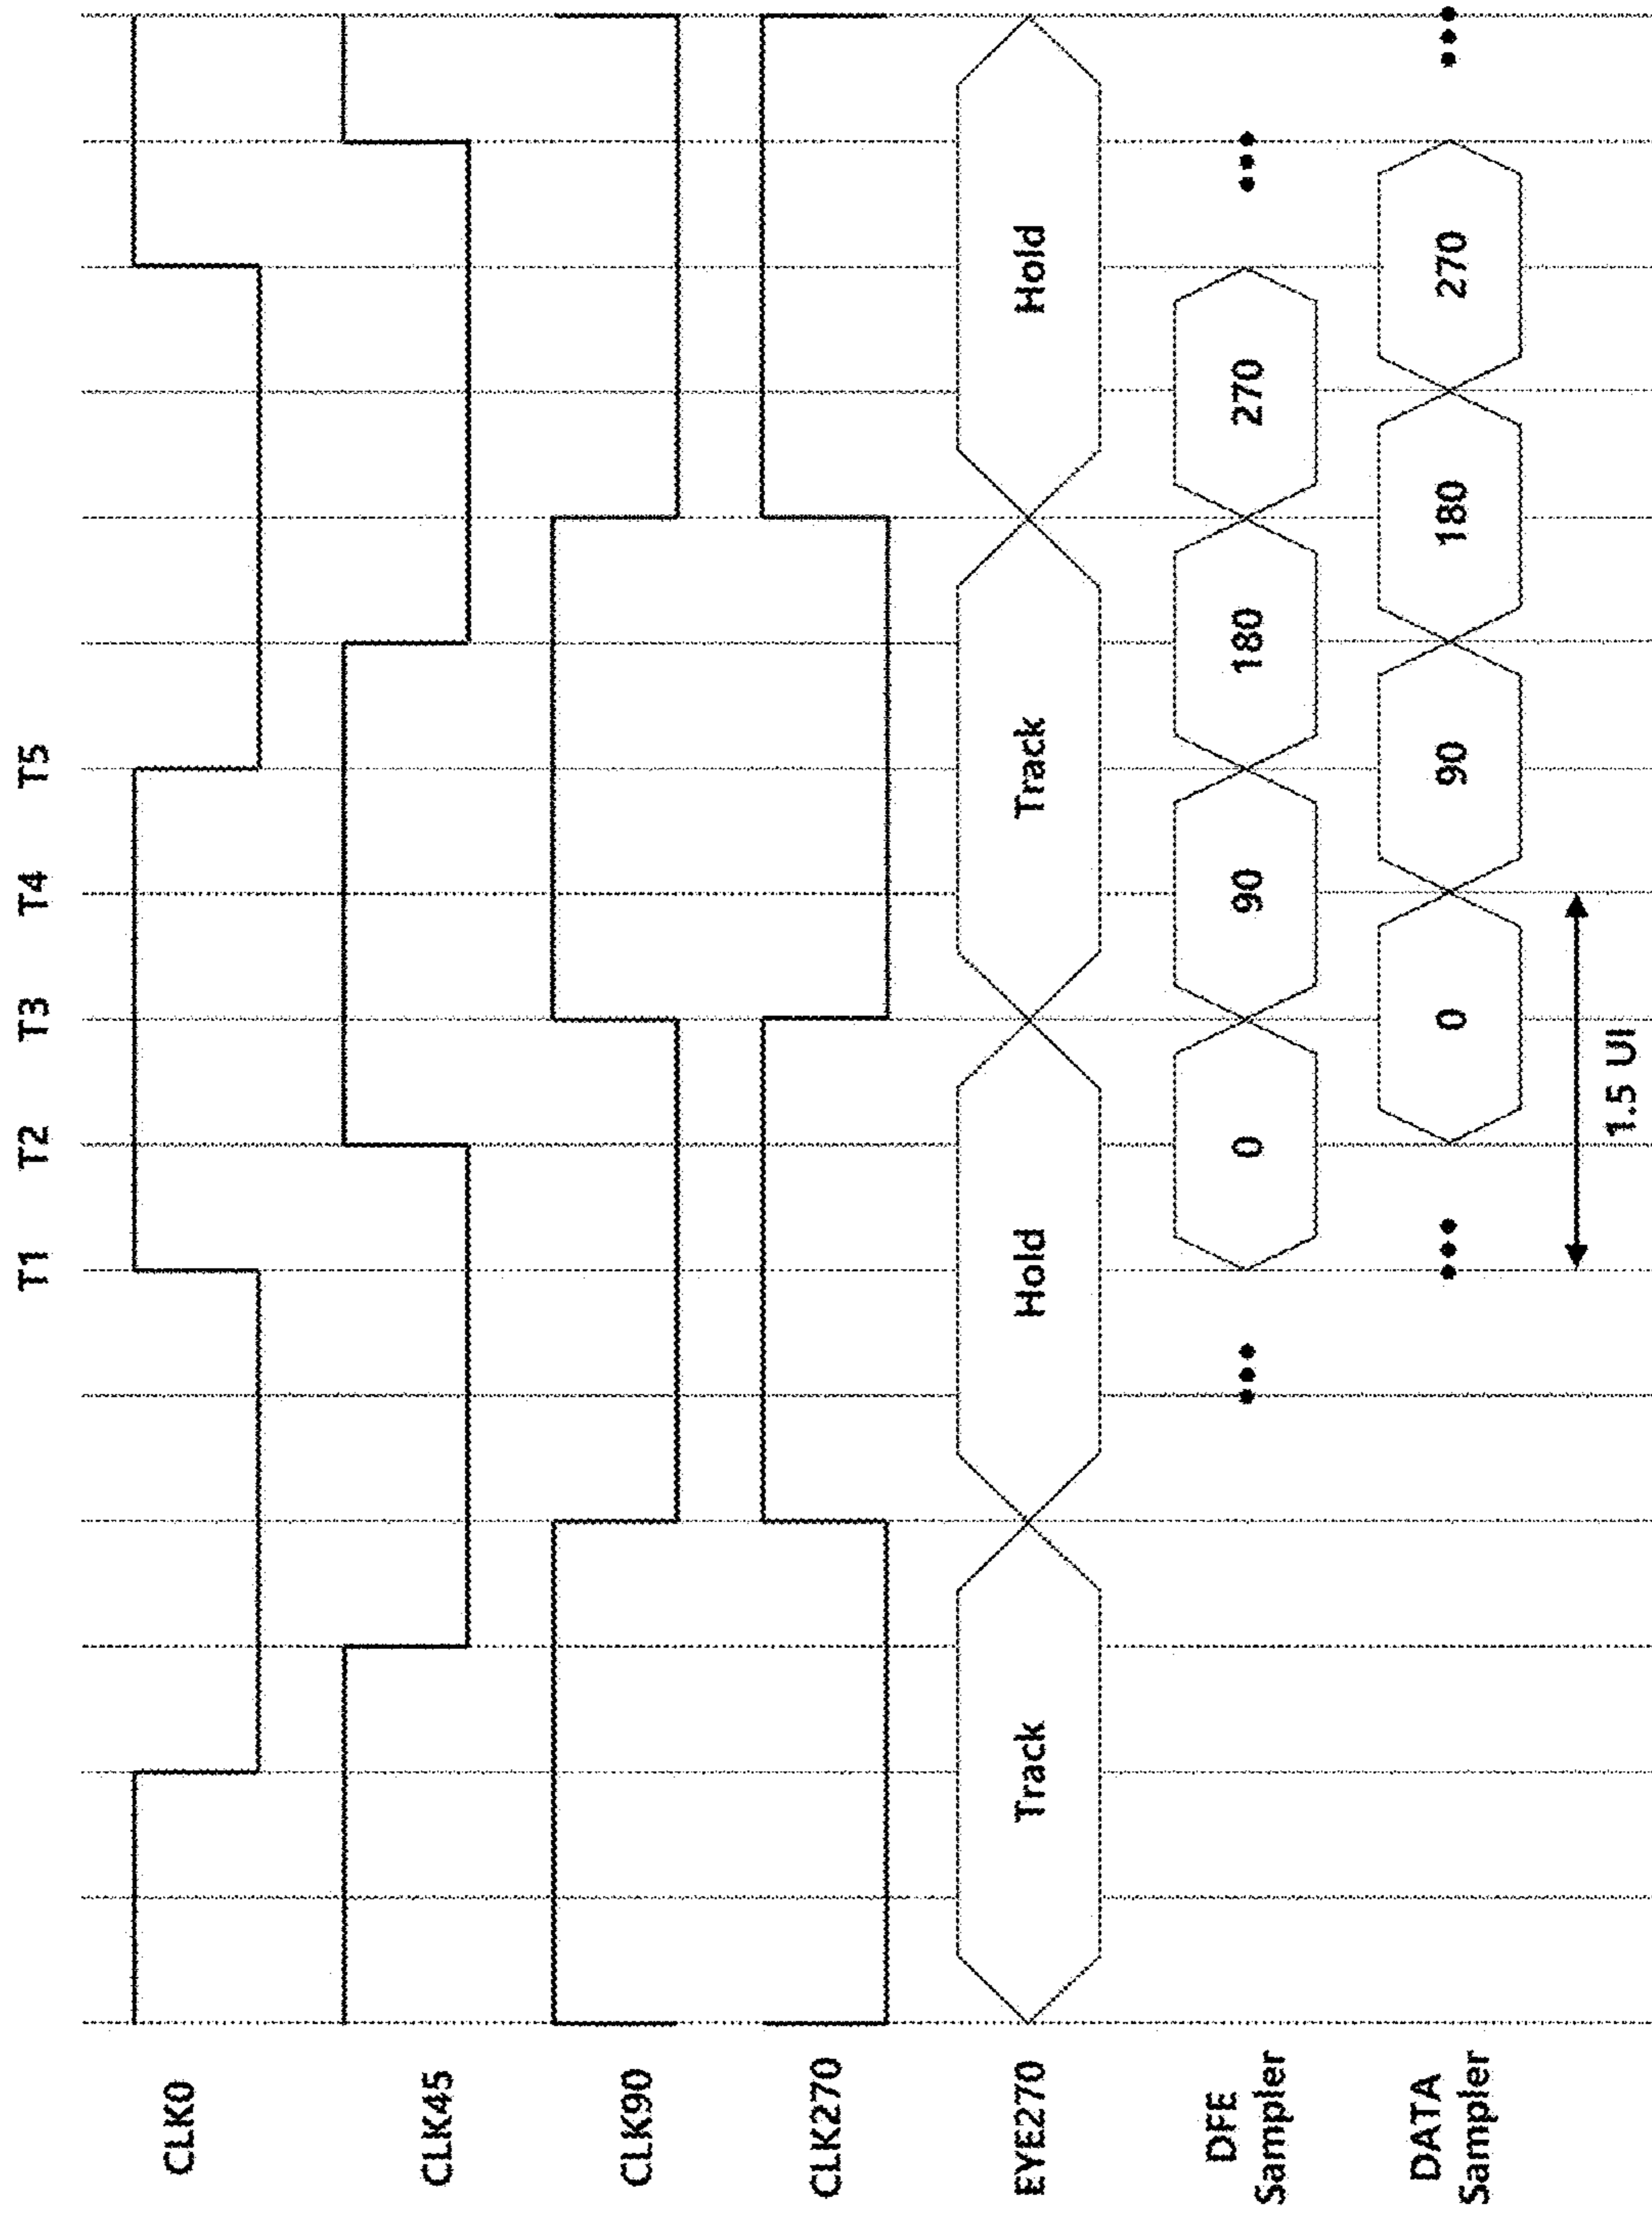 T1 T2 T3 T4 T5
CLK0
CLK45
CLK90
CLK270
EYE270 Track Hold Track Hold
DFE
Sampler
0 90 180 270
DATA
Sampler
0 90 180 270
1.5 UI